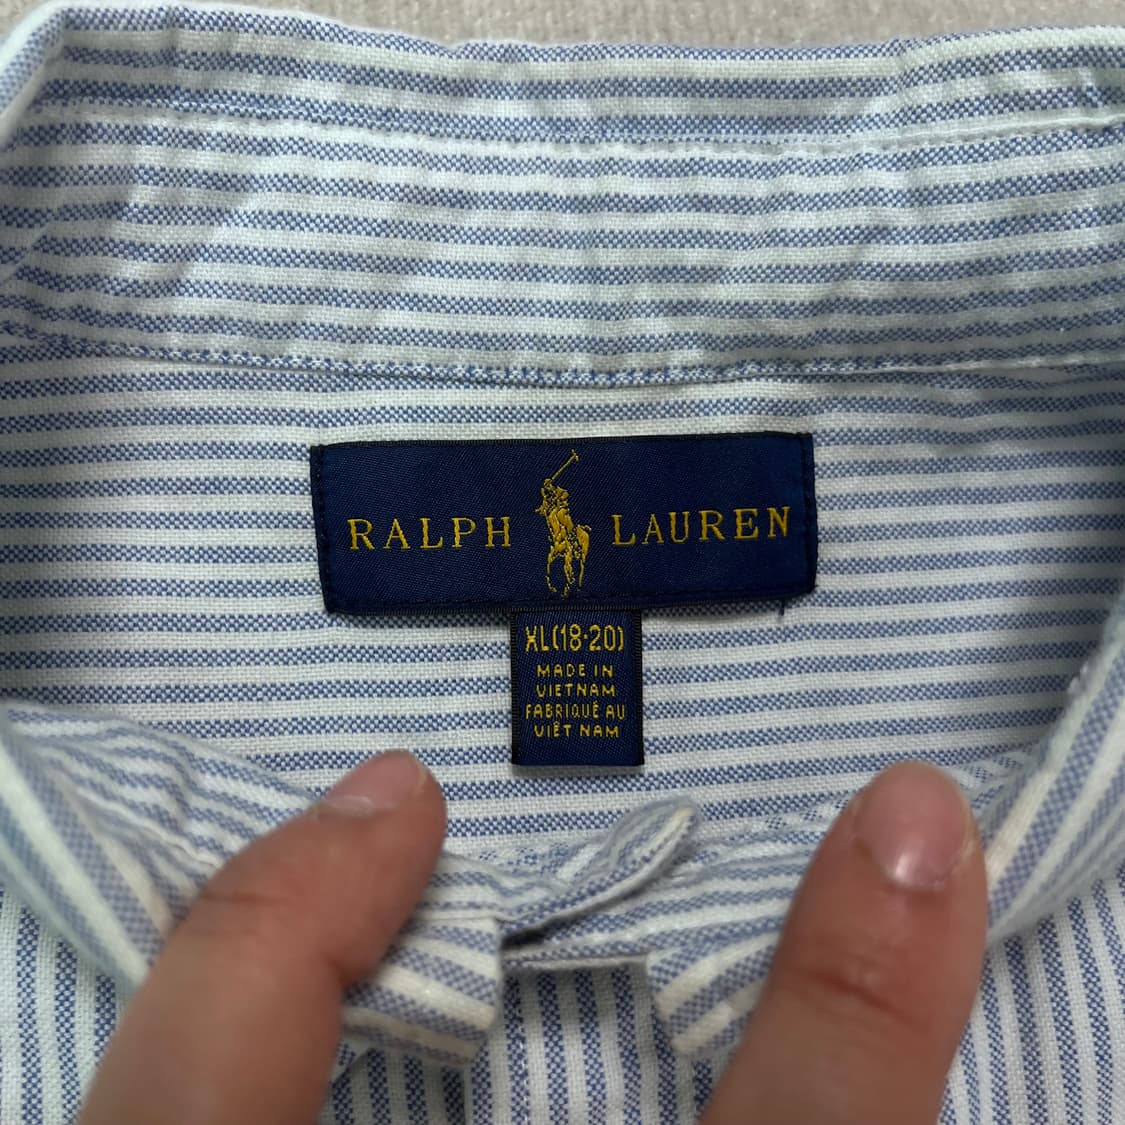 RALPH LAUREN
XL(18-20)
MADE IN
VIETNAM
FABRIQUÉ AU
VIÊT NAM